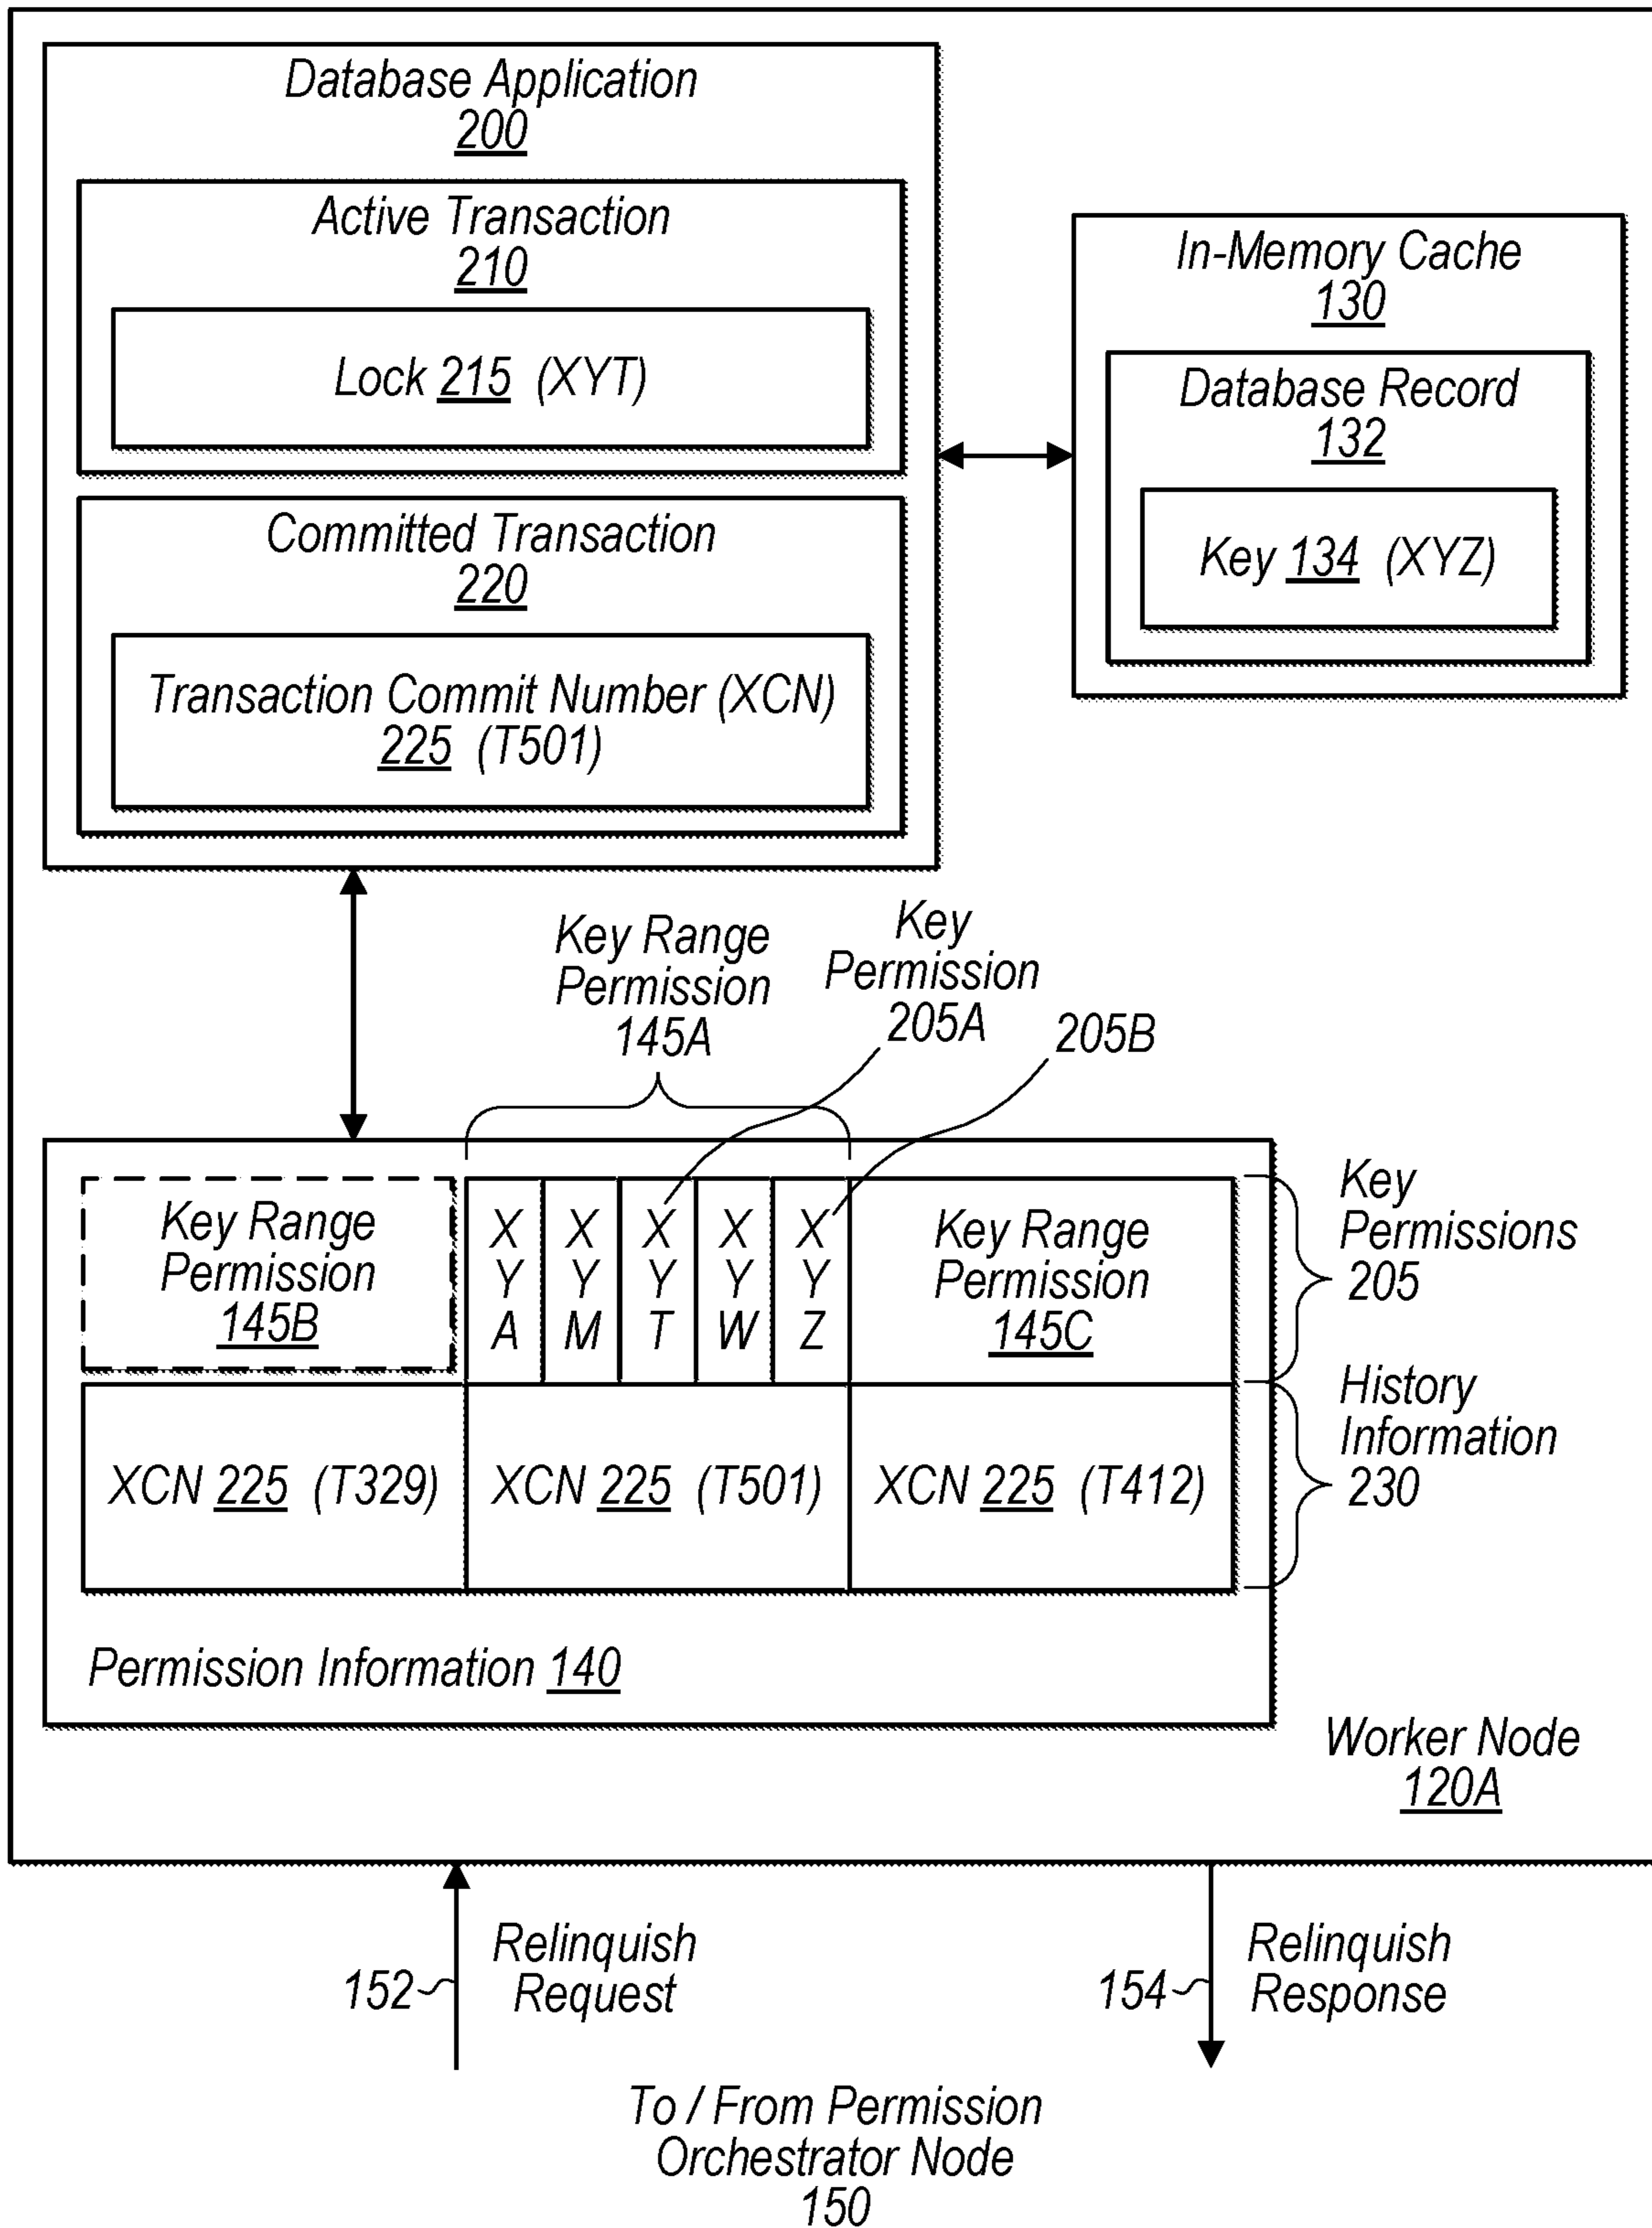 Database Application
200
Active Transaction
210
Lock 215 (XYT)
Committed Transaction
220
Transaction Commit Number (XCN)
225 (T501)
In-Memory Cache
130
Database Record
132
Key 134 (XYZ)
Key Range
Permission
145A
Key
Permission
205A
205B
Key Range
Permission
145B
X
Y
A
X
Y
M
X
Y
T
X
Y
W
X
Y
Z
Key Range
Permission
145C
Key
Permissions
205
XCN 225 (T329)
XCN 225 (T501)
XCN 225 (T412)
History
Information
230
Permission Information 140
Worker Node
120A
152
Relinquish
Request
154
Relinquish
Response
To / From Permission
Orchestrator Node
150